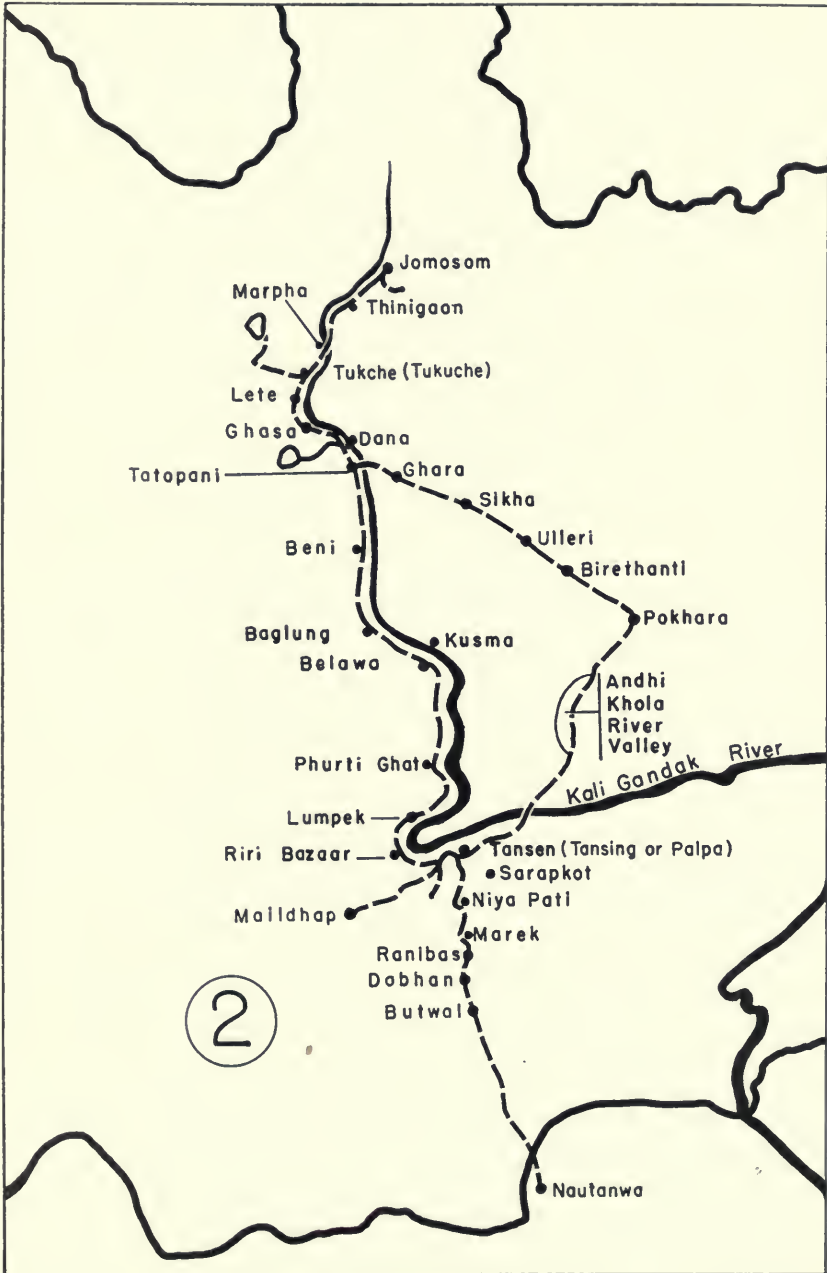 Jomosom
Marpha
Thinigaon
Tukche (Tukuche)
Lete
Ghasa
Dana
Tatopani
Ghara
Sikha
Ulleri
Beni
Birethanti
Pokhara
Baglung
Kusma
Belawa
Andhi
Khola
River
Valley
Phurti Ghat
Kali Gandak River
Lumpek
Riri Bazaar
Tansen (Tansing or Palpa)
Sarapkot
Niya Pati
Maildhap
Marek
Ranibas
Dobhan
Butwal
2
Nautanwa